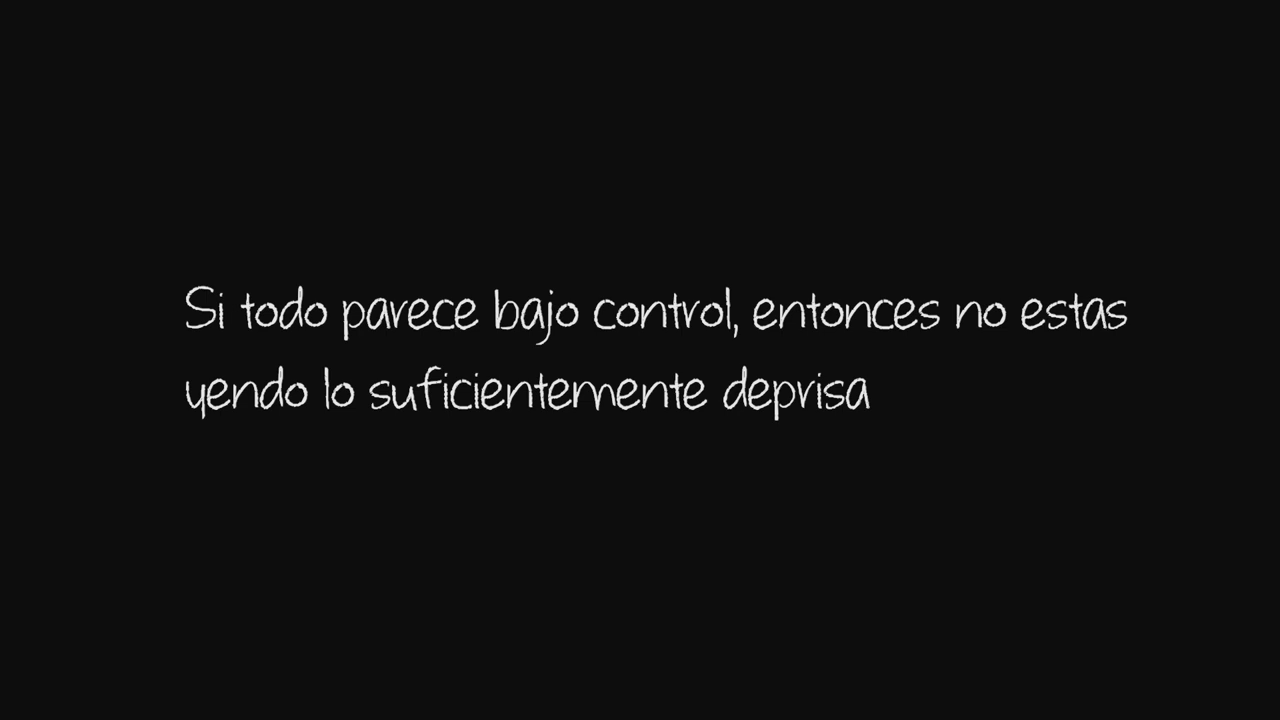 Si todo parece bajo control, entonces no estas
yendo lo suficientemente deprisa